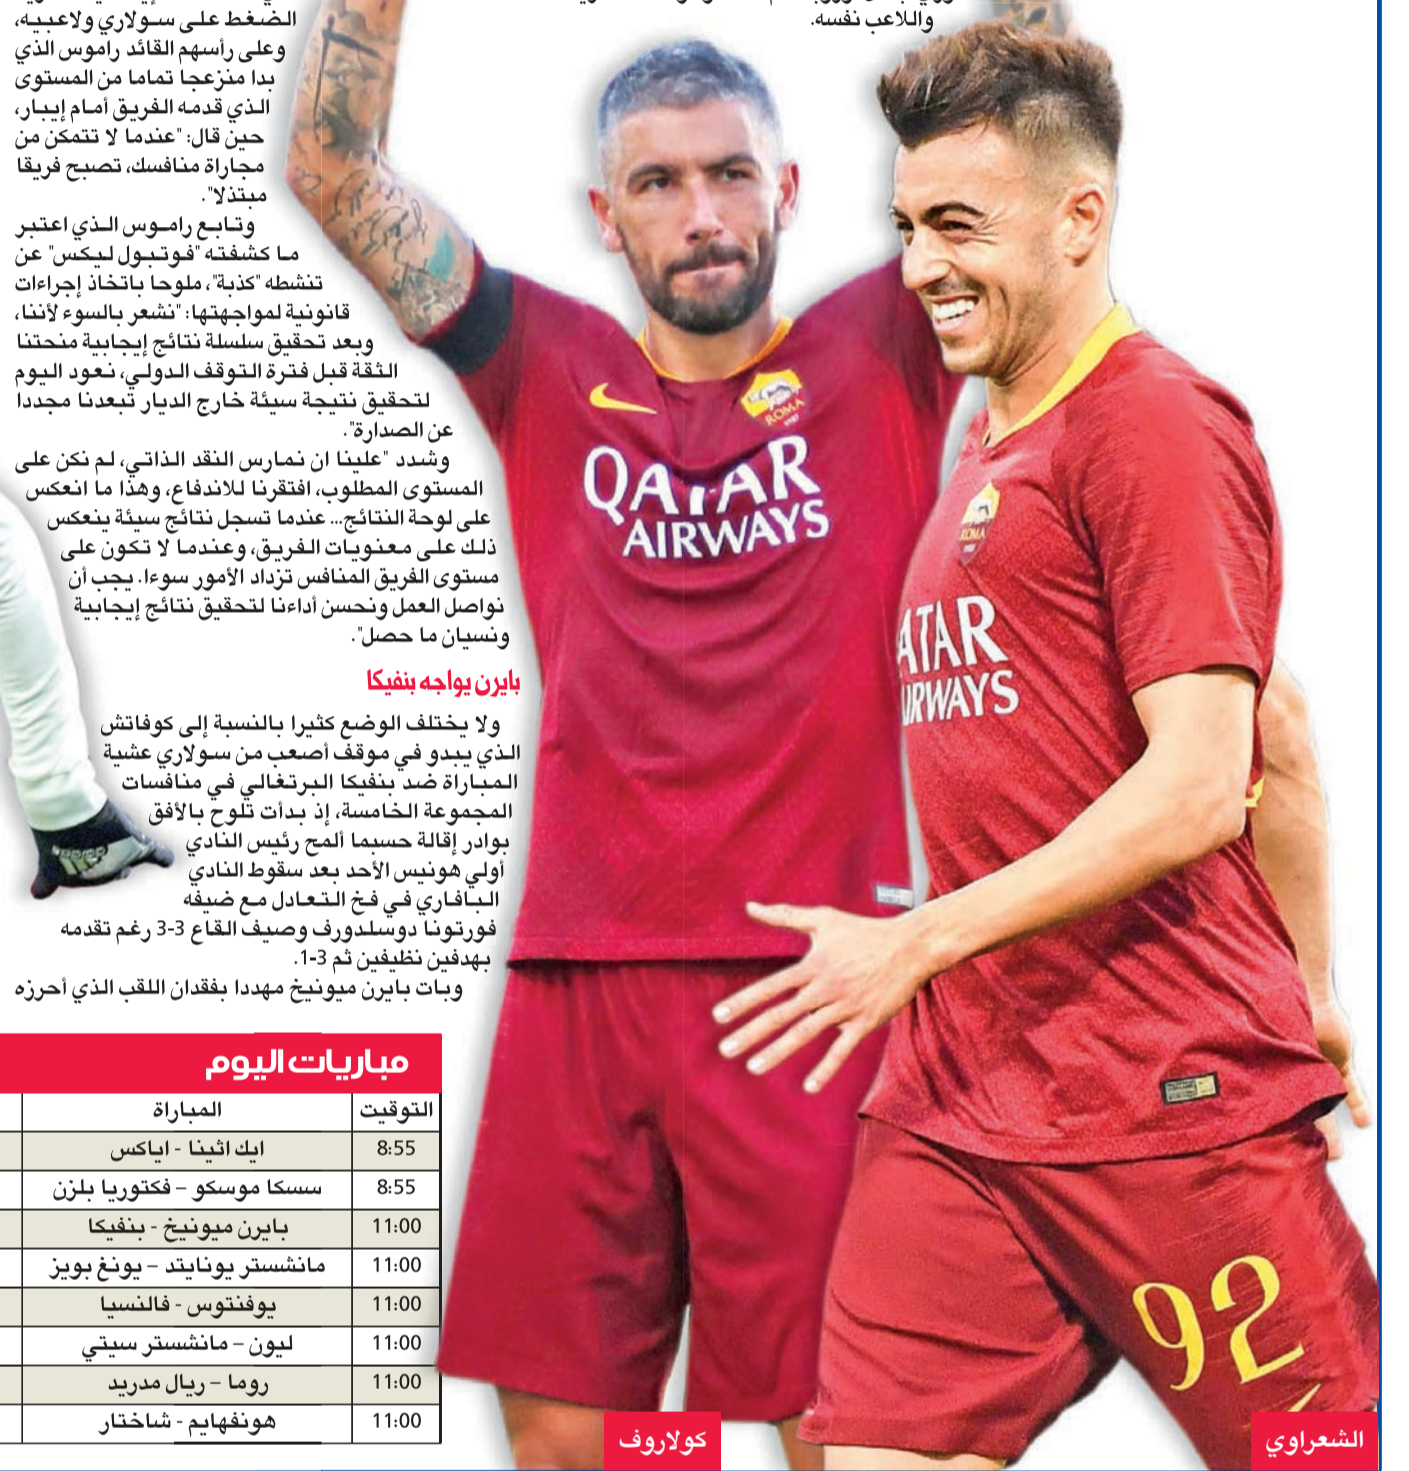 واللاعب نفسه.
الضغط على سولاري ولاعبيه،
وعلى رأسهم القائد راموس الذي
بدا منزعجا تماما من المستوى
الذي قدمه الفريق أمام إيبار،
حين قال: "عندما لا تتمكن من
مجاراة منافسك، تصبح فريقا
مبتذلا".
وتابع راموس الذي اعتبر
ما كشفته "فوتبول ليكس" عن
تنشطه "كذبة"، ملوحا باتخاذ إجراءات
قانونية لمواجهتها: "نشعر بالسوء لأننا،
وبعد تحقيق سلسلة نتائج إيجابية منحتنا
الثقة قبل فترة التوقف الدولي، نعود اليوم
لتحقيق نتيجة سيئة خارج الديار تبعدنا مجددا
عن الصدارة".
وشدد "علينا ان نمارس النقد الذاتي، لم نكن على
المستوى المطلوب، افتقرنا للاندفاع، وهذا ما انعكس
على لوحة النتائج... عندما تسجل نتائج سيئة ينعكس
ذلك على معنويات الفريق، وعندما لا تكون على
مستوى الفريق المنافس تزداد الأمور سوءا. يجب أن
نواصل العمل ونحسن أداءنا لتحقيق نتائج إيجابية
ونسيان ما حصل".
بايرن يواجه بنفيكا
ولا يختلف الوضع كثيرا بالنسبة إلى كوفاتش
الذي يبدو في موقف أصعب من سولاري عشية
المباراة ضد بنفيكا البرتغالي في منافسات
المجموعة الخامسة، إذ بدأت تلوح بالأفق
بوادر إقالة حسبما ألمح رئيس النادي
أولي هونيس الأحد بعد سقوط النادي
البافاري في فخ التعادل مع ضيفه
فورتونا دوسلدورف وصيف القاع 3-3 رغم تقدمه
بهدفين نظيفين ثم 3-1.
وبات بايرن ميونيخ مهددا بفقدان اللقب الذي أحرزه
مباريات اليوم
التوقيت المباراة
8:55 ايك اثينا - اياكس
8:55 سسكا موسكو – فكتوريا بلزن
11:00 بايرن ميونيخ - بنفيكا
11:00 مانشستر يونايتد – يونغ بويز
11:00 يوفنتوس - فالنسيا
11:00 ليون – مانشستر سيتي
11:00 روما – ريال مدريد
11:00 هونفهايم - شاختار
ROMA
1927
QATAR
AIRWAYS
ROMA
ATAR
IRWAYS
92
الشعراوي
كولاروف